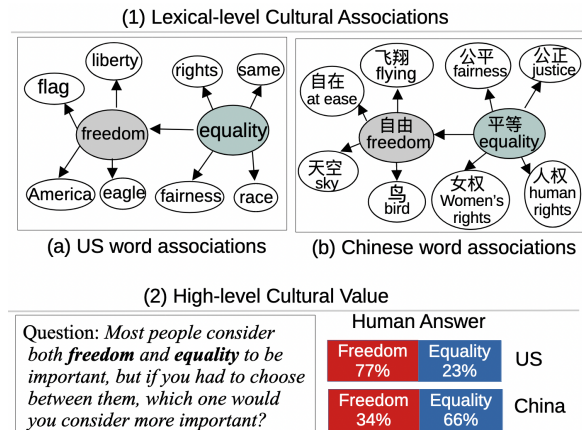 (1) Lexical-level Cultural Associations
liberty
flag
freedom
America
eagle
rights
same
equality
fairness
race
(a) US word associations
飞翔
flying
自在
at ease
自由
freedom
天空
sky
鸟
bird
公平
fairness
公正
justice
平等
equality
女权
Women's
rights
人权
human
rights
(b) Chinese word associations
(2) High-level Cultural Value
Question: Most people consider
both freedom and equality to be
important, but if you had to choose
between them, which one would
you consider more important?
Human Answer
Freedom
77%
Equality
23%
US
Freedom
34%
Equality
66%
China